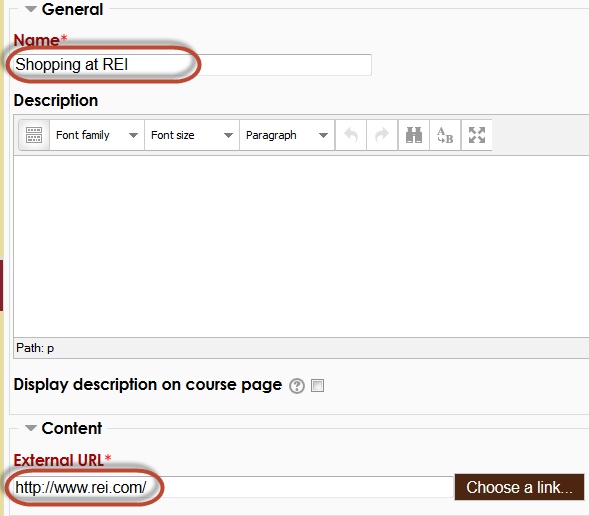 General
Name*
Shopping at REI
Description
Font family Font size Paragraph A B
Path: p
Display description on course page ?
Content
External URL*
http://www.rei.com/ Choose a link...